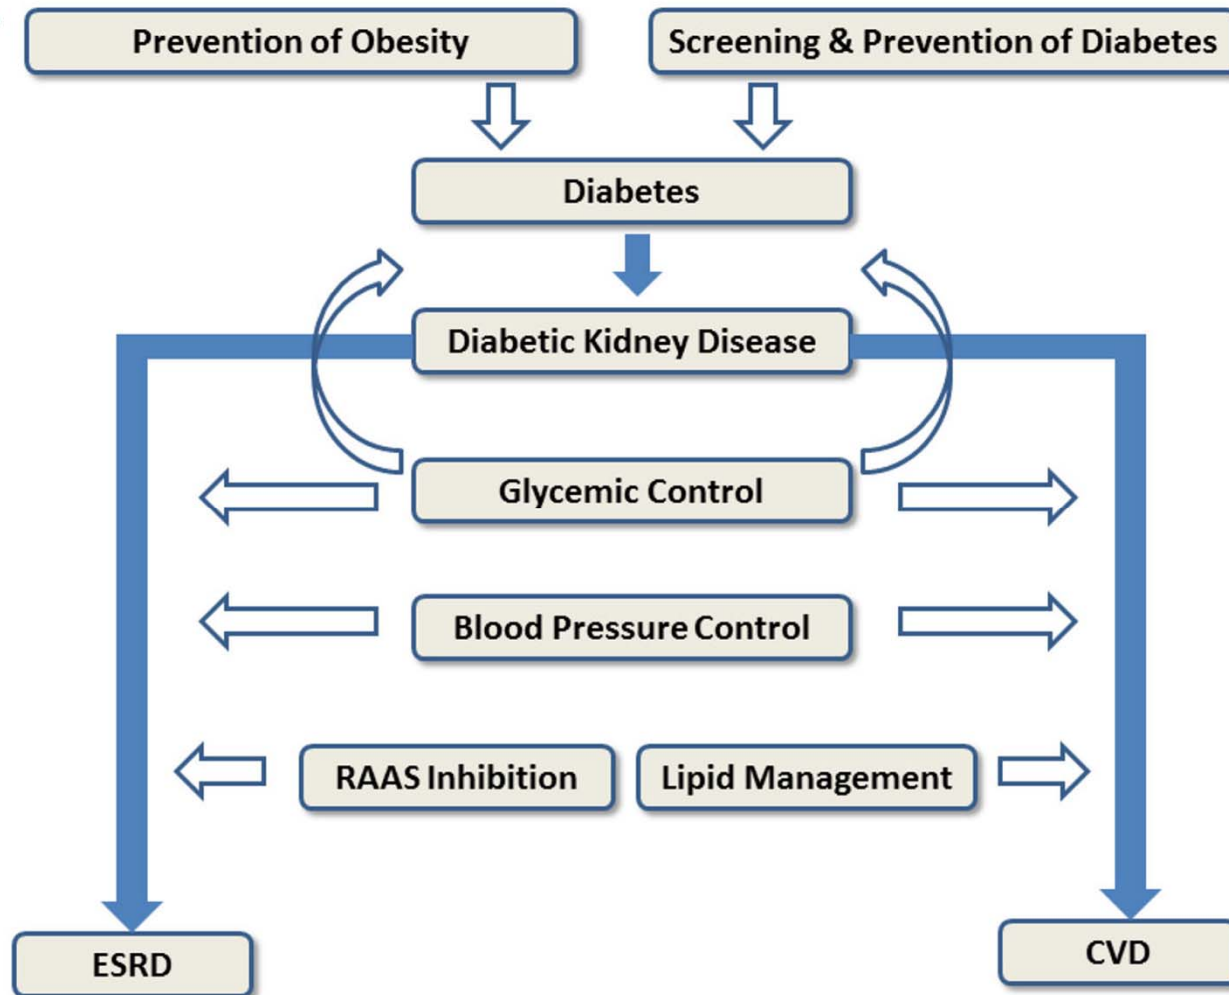 Prevention of Obesity
Screening & Prevention of Diabetes
Diabetes
Diabetic Kidney Disease
Glycemic Control
Blood Pressure Control
RAAS Inhibition
Lipid Management
ESRD
CVD